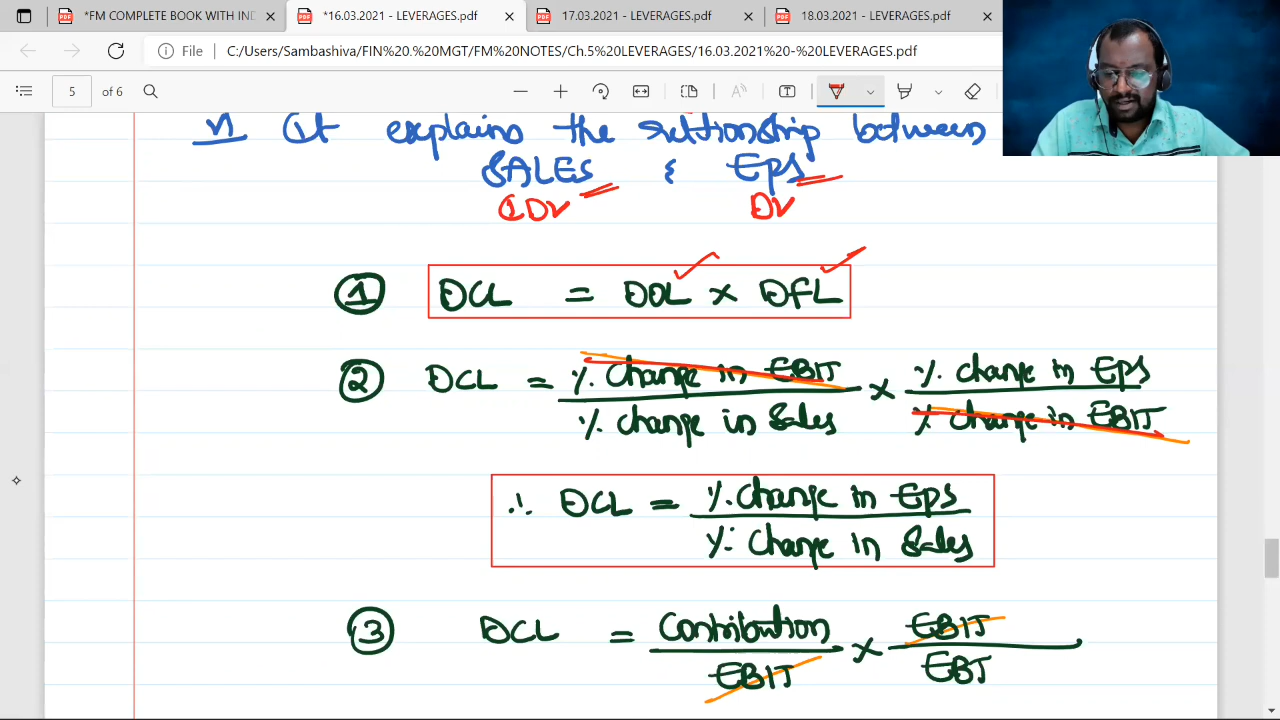 *FM COMPLETE BOOK WITH IND
*16.03.2021 - LEVERAGES.pdf
17.03.2021 - LEVERAGES.pdf
18.03.2021 - LEVERAGES.pdf
File C:/Users/Sambashiva/FIN%20.%20MGT/FM%20NOTES/Ch.5%20LEVERAGES/16.03.2021%20-%20LEVERAGES.pdf
5 of 6
It explains the relationship between
SALES & EPS
IDV DV
① DCL = DOL × DFL
② DCL = % Change in EBIT / % change in Sales × % change in EPS / % change in EBIT
∴ DCL = % Change in EPS / % Change in Sales
③ DCL = Contribution / EBIT × EBIT / EBT